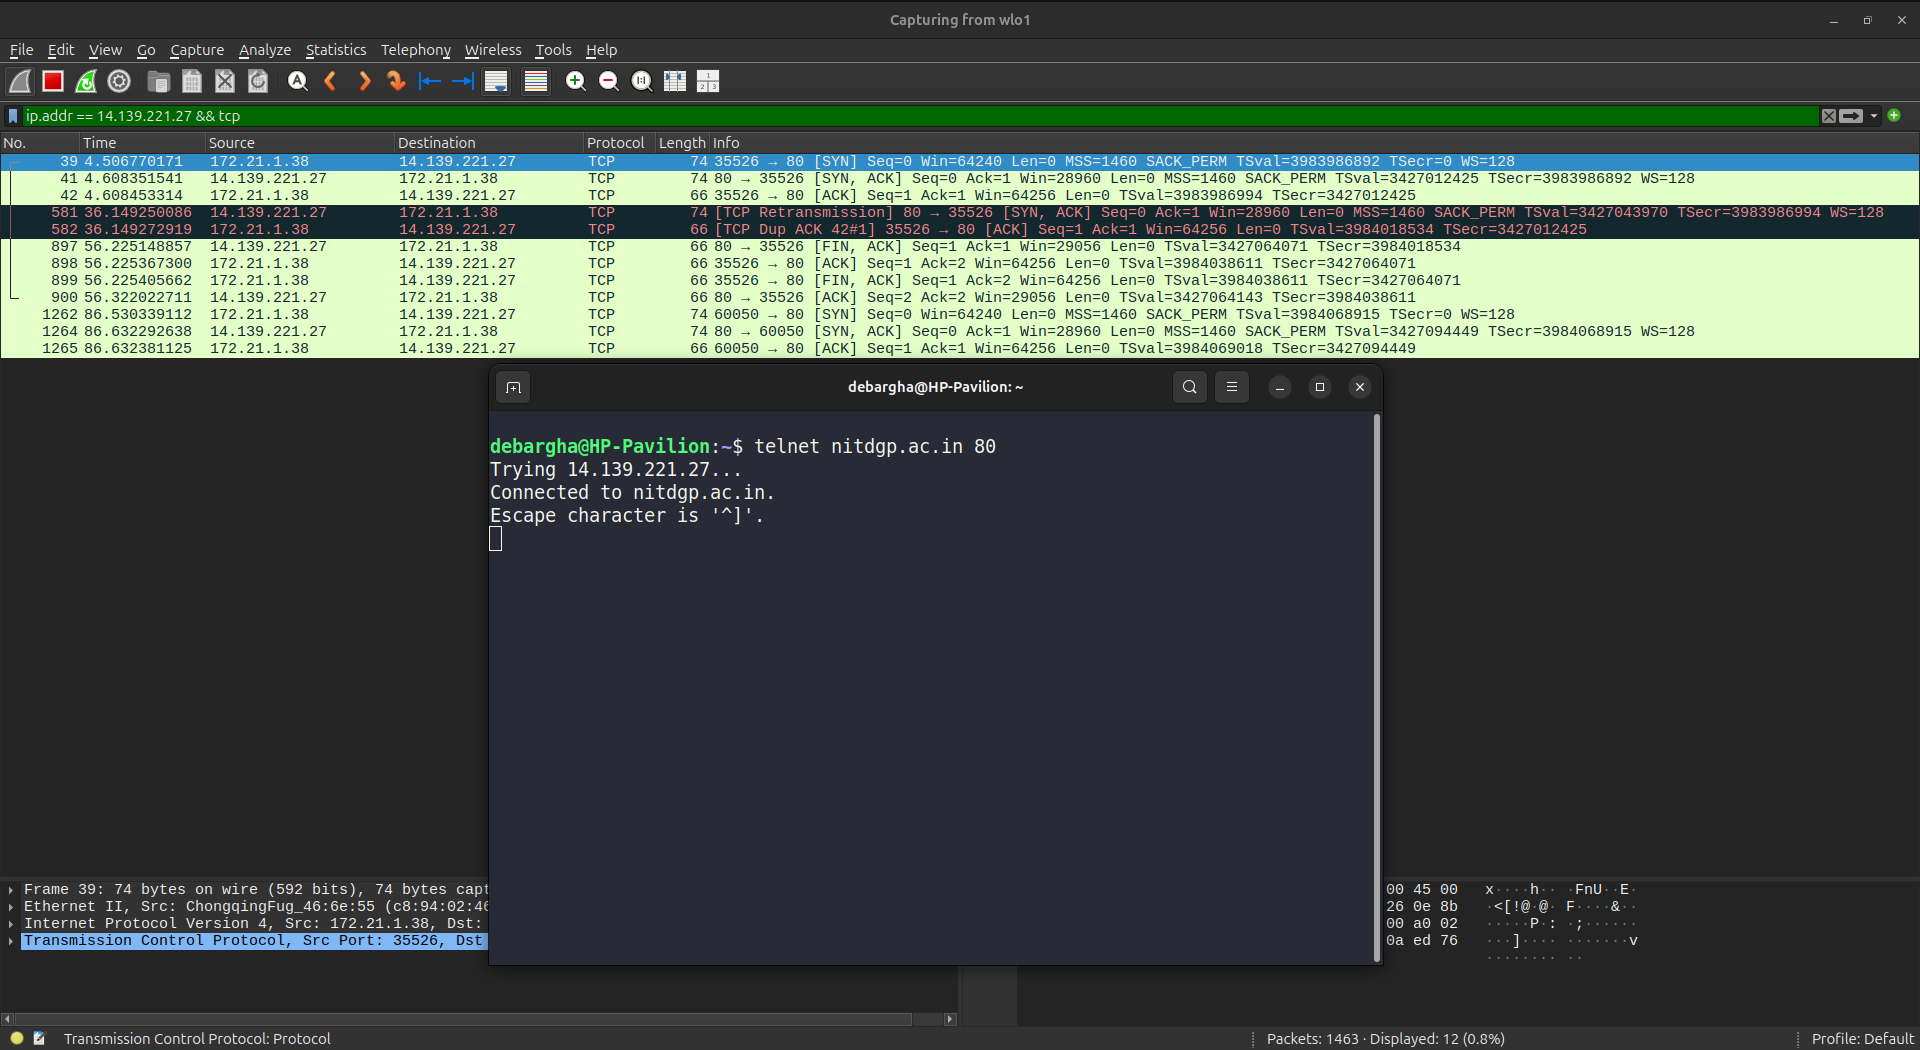 Capturing from wlo1
File Edit View Go Capture Analyze Statistics Telephony Wireless Tools Help
ip.addr == 14.139.221.27 && tcp
No. Time Source Destination Protocol Length Info
39 4.506770171 172.21.1.38 14.139.221.27 TCP 74 35526 → 80 [SYN] Seq=0 Win=64240 Len=0 MSS=1460 SACK_PERM TSval=3983986892 TSecr=0 WS=128
41 4.608351541 14.139.221.27 172.21.1.38 TCP 74 80 → 35526 [SYN, ACK] Seq=0 Ack=1 Win=28960 Len=0 MSS=1460 SACK_PERM TSval=3427012425 TSecr=3983986892 WS=128
42 4.608453314 172.21.1.38 14.139.221.27 TCP 66 35526 → 80 [ACK] Seq=1 Ack=1 Win=64256 Len=0 TSval=3983986994 TSecr=3427012425
581 36.149250086 14.139.221.27 172.21.1.38 TCP 74 [TCP Retransmission] 80 → 35526 [SYN, ACK] Seq=0 Ack=1 Win=28960 Len=0 MSS=1460 SACK_PERM TSval=3427043970 TSecr=3983986994 WS=128
582 36.149272919 172.21.1.38 14.139.221.27 TCP 66 [TCP Dup ACK 42#1] 35526 → 80 [ACK] Seq=1 Ack=1 Win=64256 Len=0 TSval=3984018534 TSecr=3427012425
897 56.225148857 14.139.221.27 172.21.1.38 TCP 66 80 → 35526 [FIN, ACK] Seq=1 Ack=1 Win=29056 Len=0 TSval=3427064071 TSecr=3984018534
898 56.225367300 172.21.1.38 14.139.221.27 TCP 66 35526 → 80 [ACK] Seq=1 Ack=2 Win=64256 Len=0 TSval=3984038611 TSecr=3427064071
899 56.225405662 172.21.1.38 14.139.221.27 TCP 66 35526 → 80 [FIN, ACK] Seq=1 Ack=2 Win=64256 Len=0 TSval=3984038611 TSecr=3427064071
900 56.322022711 14.139.221.27 172.21.1.38 TCP 66 80 → 35526 [ACK] Seq=2 Ack=2 Win=29056 Len=0 TSval=3427064143 TSecr=3984038611
1262 86.530339112 172.21.1.38 14.139.221.27 TCP 74 60050 → 80 [SYN] Seq=0 Win=64240 Len=0 MSS=1460 SACK_PERM TSval=3984068915 TSecr=0 WS=128
1264 86.632292638 14.139.221.27 172.21.1.38 TCP 74 80 → 60050 [SYN, ACK] Seq=0 Ack=1 Win=28960 Len=0 MSS=1460 SACK_PERM TSval=3427094449 TSecr=3984068915 WS=128
1265 86.632381125 172.21.1.38 14.139.221.27 TCP 66 60050 → 80 [ACK] Seq=1 Ack=1 Win=64256 Len=0 TSval=3984069018 TSecr=3427094449
debargha@HP-Pavilion: ~
debargha@HP-Pavilion:~$ telnet nitdgp.ac.in 80
Trying 14.139.221.27...
Connected to nitdgp.ac.in.
Escape character is '^]'.
Frame 39: 74 bytes on wire (592 bits), 74 bytes capt
Ethernet II, Src: ChongqingFug_46:6e:55 (c8:94:02:46
Internet Protocol Version 4, Src: 172.21.1.38, Dst:
Transmission Control Protocol, Src Port: 35526, Dst
00 45 00 x····h·· ·FnU··E·
26 0e 8b ·<[!@·@· F····&··
00 a0 02 ·····P·: ·;······
0a ed 76 ···]···· ·······v
········ ··
Transmission Control Protocol: Protocol
Packets: 1463 · Displayed: 12 (0.8%)
Profile: Default